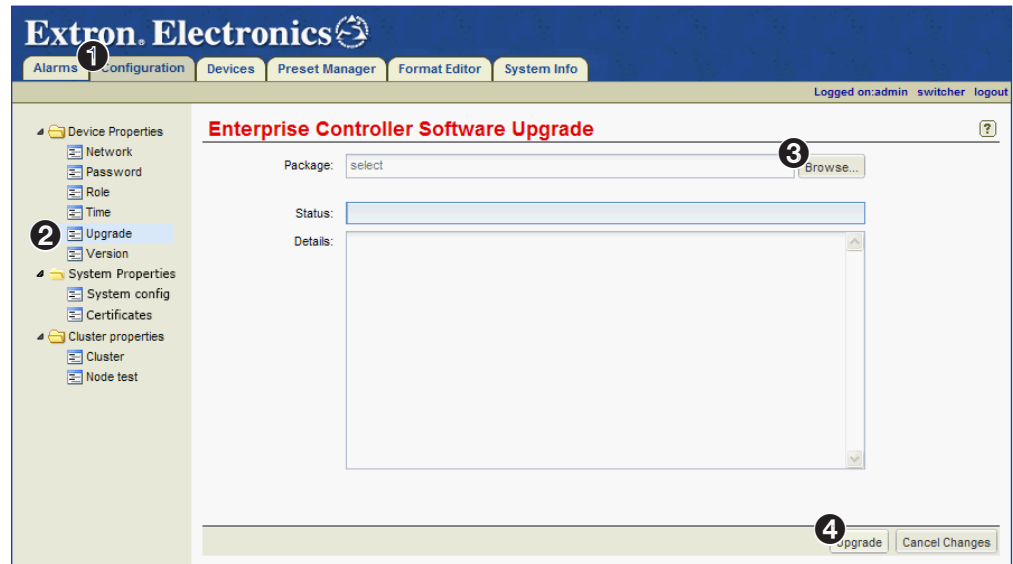 Extron. Electronics
1
Alarms Configuration Devices Preset Manager Format Editor System Info
Logged on:admin switcher logout
Device Properties
Network
Password
Role
Time
2 Upgrade
Version
System Properties
System config
Certificates
Cluster properties
Cluster
Node test
Enterprise Controller Software Upgrade ?
Package: select 3 Browse...
Status:
Details:
4 Upgrade Cancel Changes